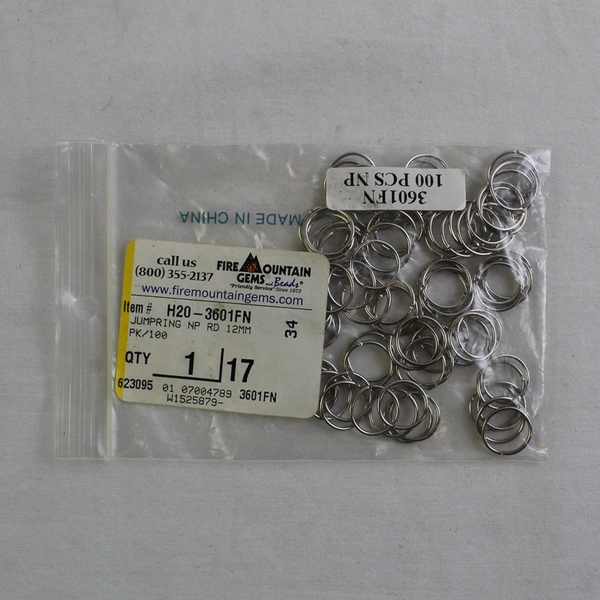 3601FN
100 PCS NP
MADE IN CHINA
call us
(800) 355-2137
FIRE MOUNTAIN
GEMS and Beads®
"Friendly Service" Since 1973
www.firemountaingems.com
Item # H20-3601FN
JUMPRING NP RD 12MM
PK/100
34
QTY 1 17
623095 01 07004789 3601FN
W1525879-